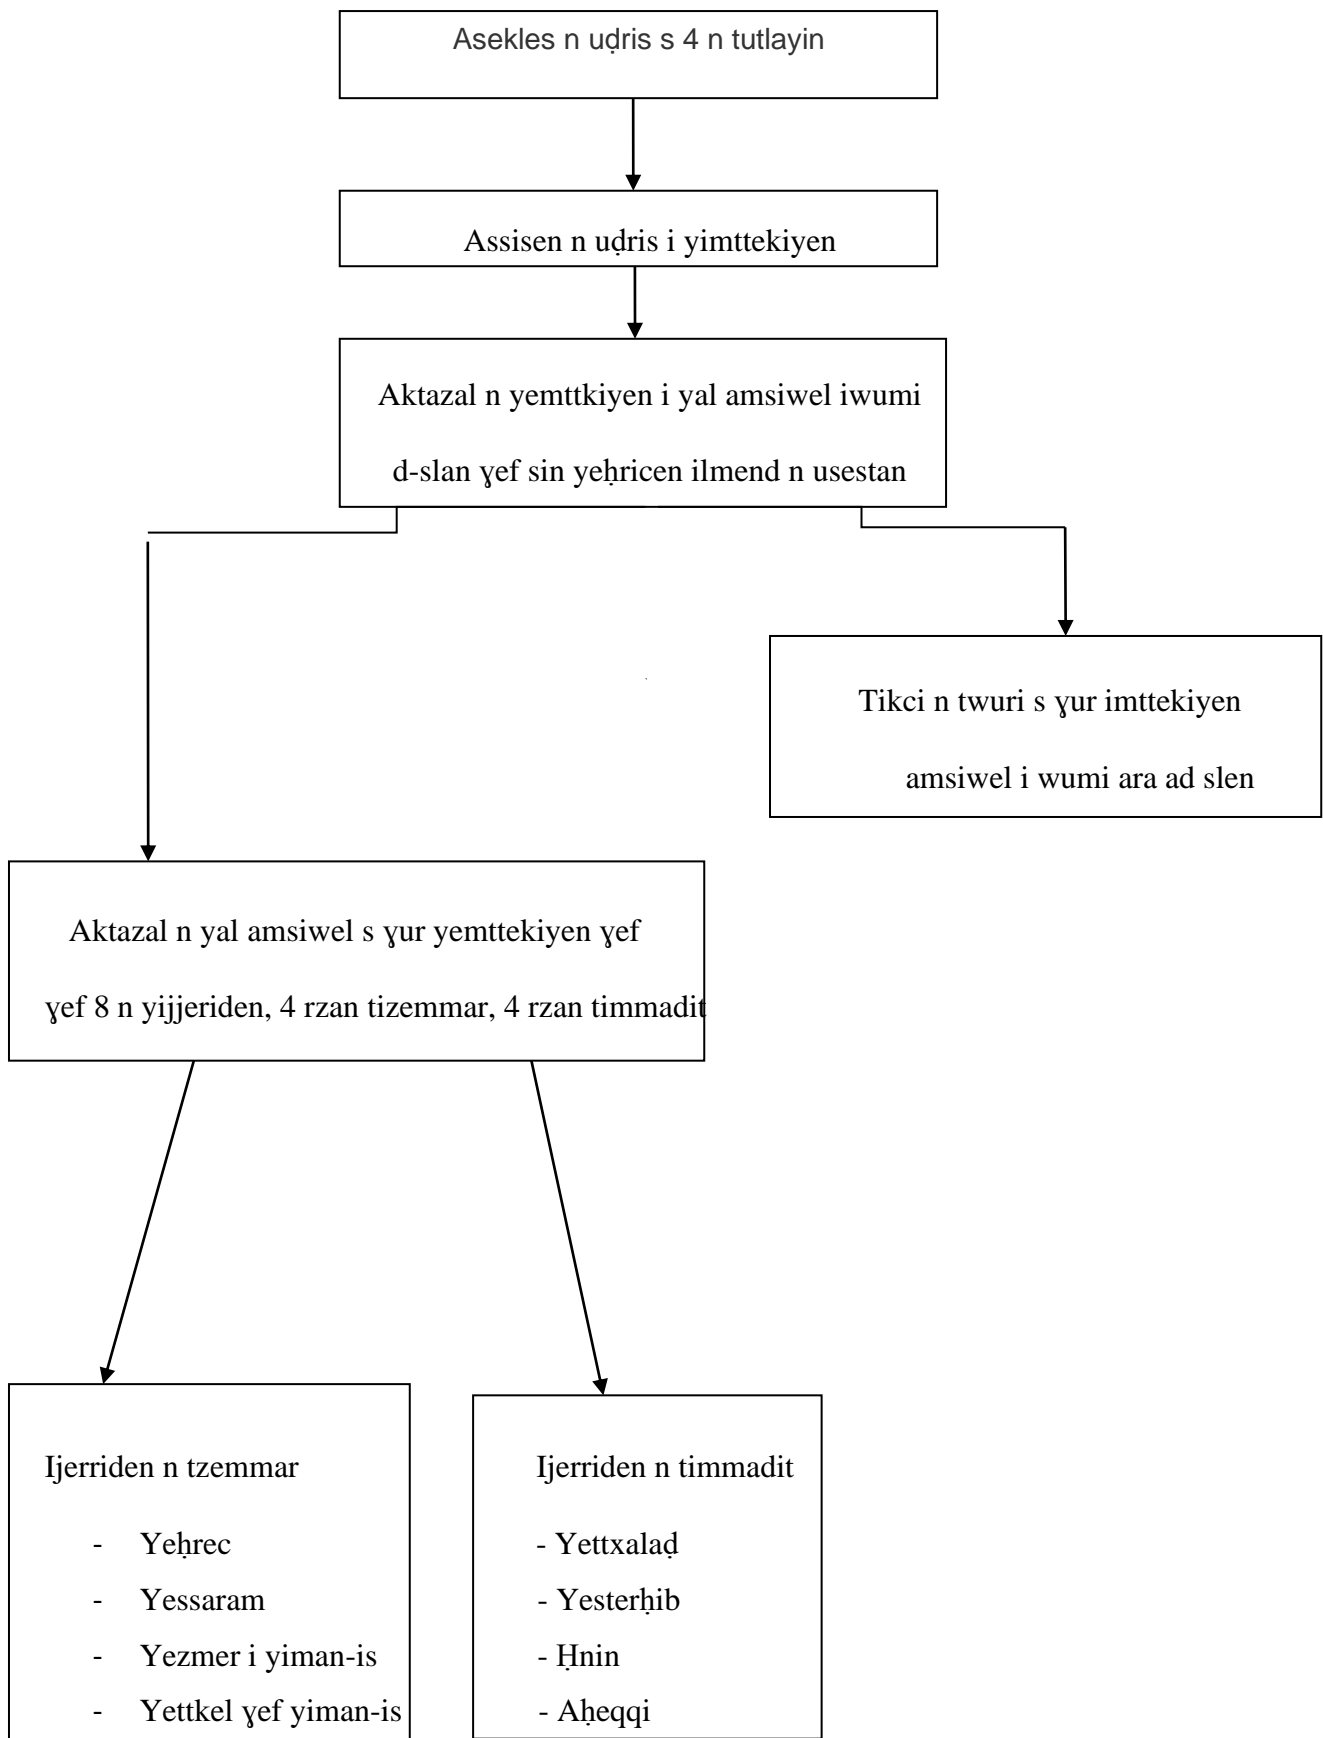 Asekles n uḍris s 4 n tutlayin
Assisen n uḍris i yimttekiyen
Aktazal n yemttkiyen i yal amsiwel iwumi
d-slan ɣef sin yeḥricen ilmend n usestan
Tikci n twuri s ɣur imttekiyen
amsiwel i wumi ara ad slen
Aktazal n yal amsiwel s ɣur yemttekiyen ɣef
ɣef 8 n yijjeriden, 4 rzan tizemmar, 4 rzan timmadit
Ijerriden n tzemmar
- Yeḥrec
- Yessaram
- Yezmer i yiman-is
- Yettkel ɣef yiman-is
Ijerriden n timmadit
- Yettxalaḍ
- Yesterḥib
- Ḥnin
- Aḥeqqi